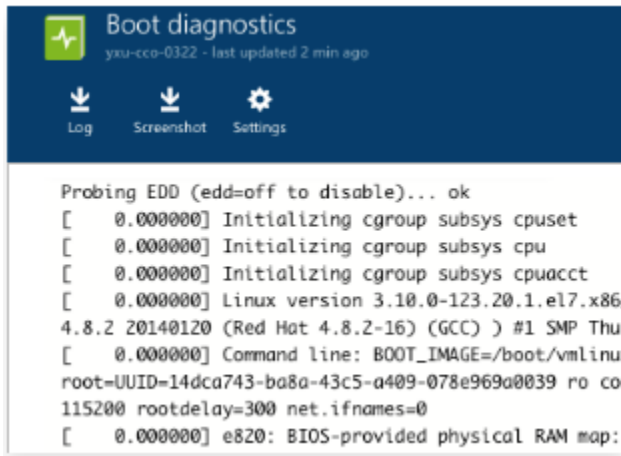 Boot diagnostics
yxu-cco-0322 - last updated 2 min ago
Log Screenshot Settings
Probing EDD (edd=off to disable)... ok
[    0.000000] Initializing cgroup subsys cpuset
[    0.000000] Initializing cgroup subsys cpu
[    0.000000] Initializing cgroup subsys cpuacct
[    0.000000] Linux version 3.10.0-123.20.1.el7.x86
4.8.2 20140120 (Red Hat 4.8.2-16) (GCC) ) #1 SMP Thu
[    0.000000] Command line: BOOT_IMAGE=/boot/vmlinu
root=UUID=14dca743-ba8a-43c5-a409-078e969a0039 ro co
115200 rootdelay=300 net.ifnames=0
[    0.000000] e820: BIOS-provided physical RAM map: